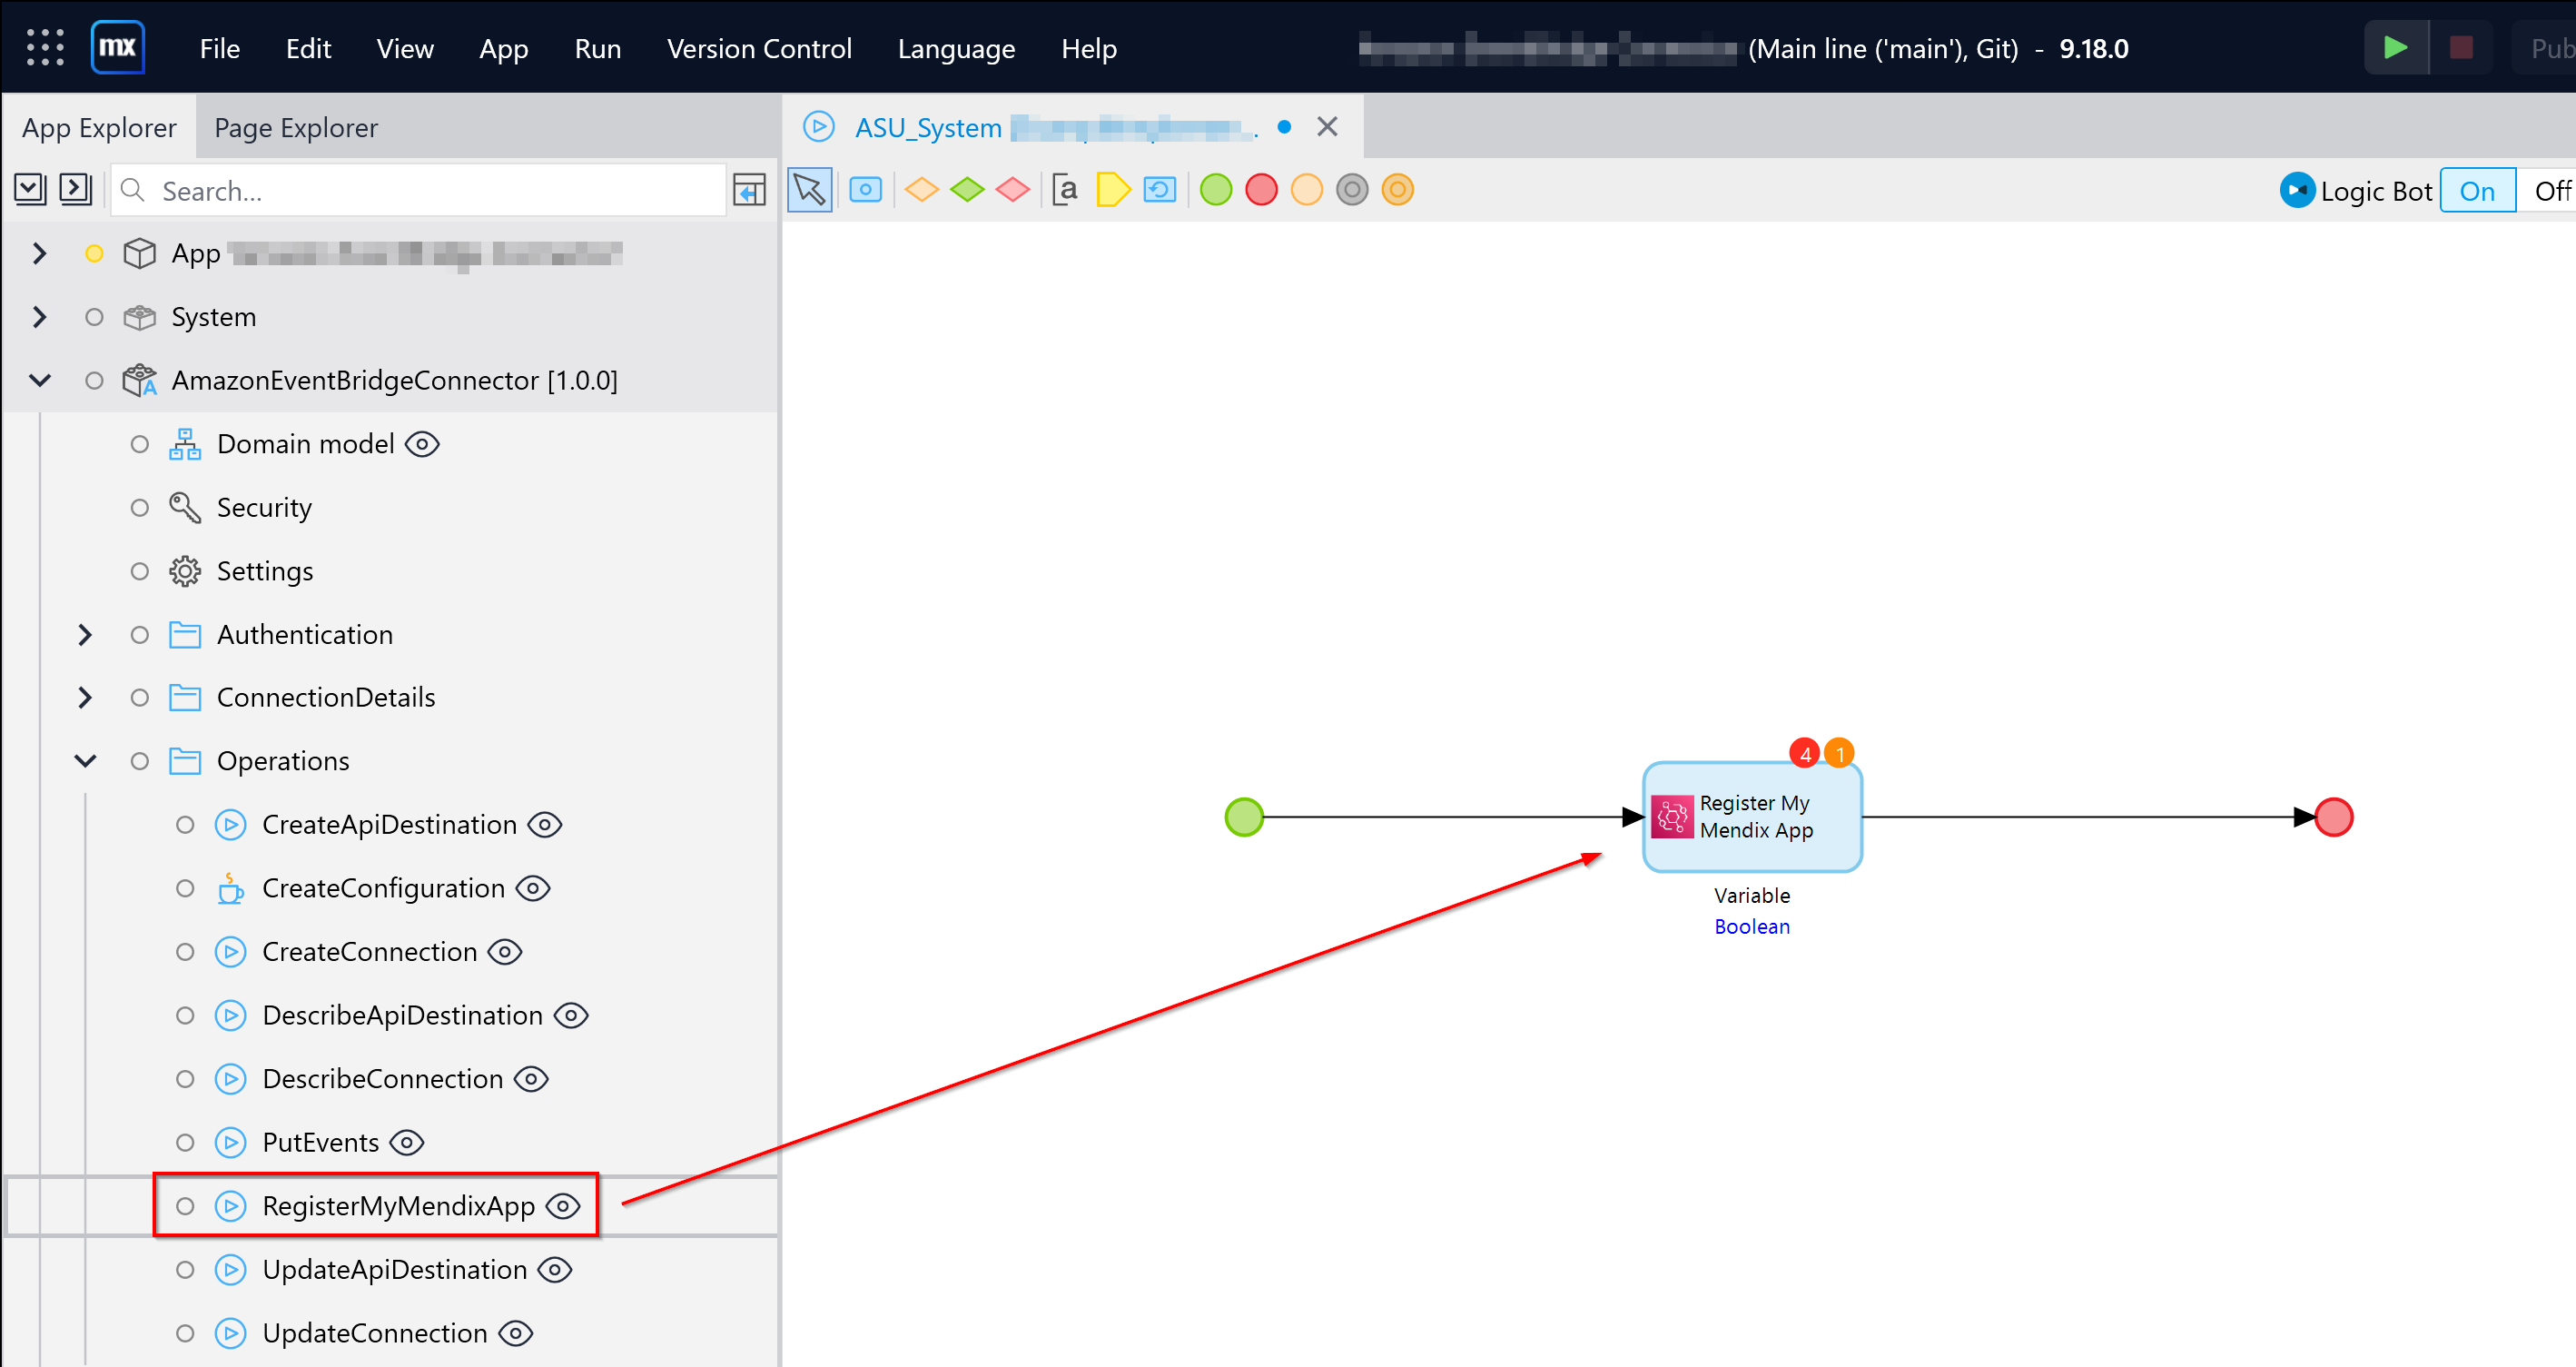 mx File Edit View App Run Version Control Language Help (Main line ('main'), Git) - 9.18.0 Pub
App Explorer Page Explorer ASU_System .
Search... [a Logic Bot On Off
App
System
AmazonEventBridgeConnector [1.0.0]
Domain model
Security
Settings
Authentication
ConnectionDetails
Operations
CreateApiDestination
CreateConfiguration
CreateConnection
DescribeApiDestination
DescribeConnection
PutEvents
RegisterMyMendixApp
UpdateApiDestination
UpdateConnection
4 1
Register My
Mendix App
Variable
Boolean